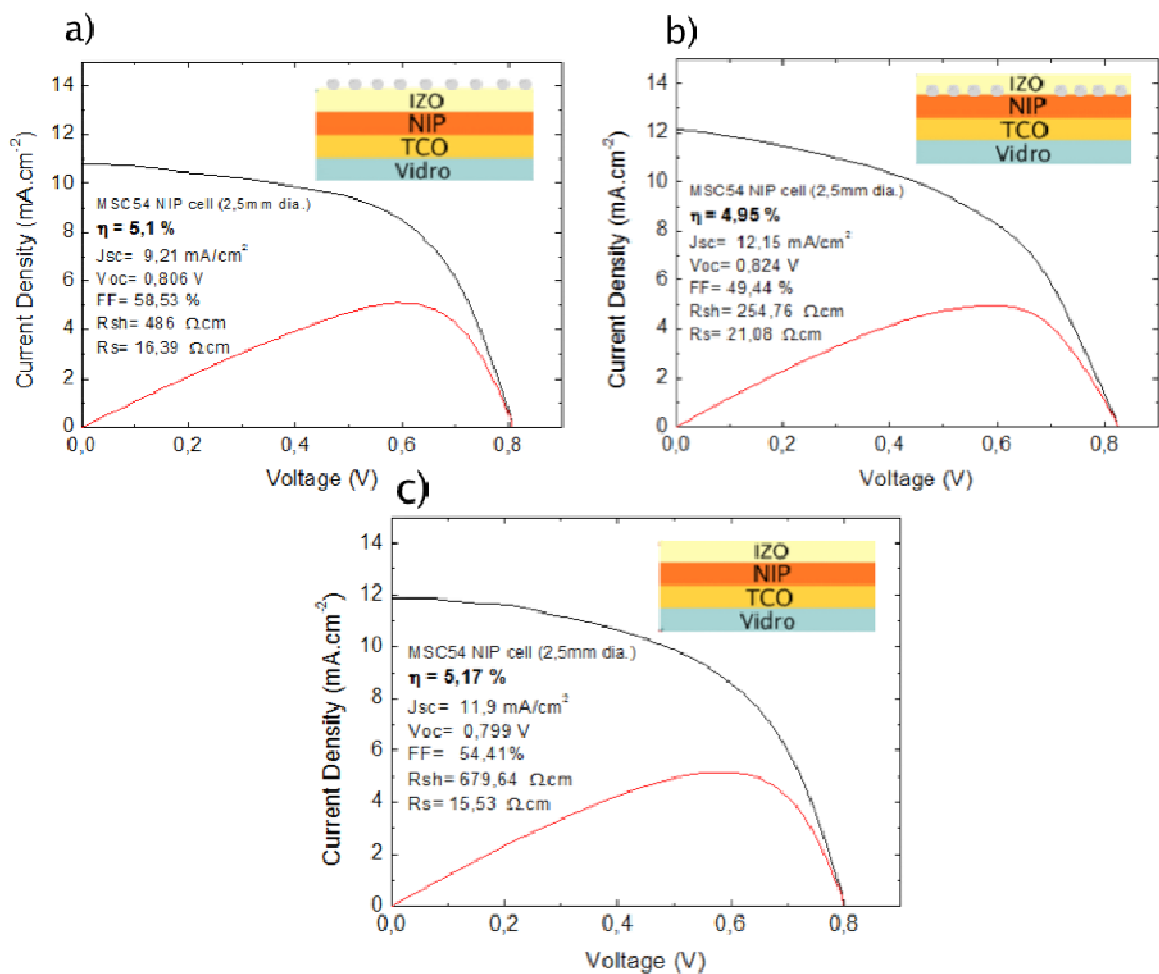 a)
14
12
10
8
6
4
2
0
0,0
0,2
0,4
0,6
0,8
Current Density (mA.cm⁻²)
Voltage (V)
IZO
NIP
TCO
Vidro
MSC54 NIP cell (2,5mm dia.)
η = 5,1 %
Jsc= 9,21 mA/cm²
Voc= 0,806 V
FF= 58,53 %
Rsh= 486 Ω.cm
Rs= 16,39 Ω.cm
b)
14
12
10
8
6
4
2
0
0,0
0,2
0,4
0,6
0,8
Current Density (mA.cm⁻²)
Voltage (V)
IZO
NIP
TCO
Vidro
MSC54 NIP cell (2,5mm dia.)
η = 4,95 %
Jsc= 12,15 mA/cm²
Voc= 0,824 V
FF= 49,44 %
Rsh= 254,76 Ω.cm
Rs= 21,08 Ω.cm
c)
14
12
10
8
6
4
2
0
0,0
0,2
0,4
0,6
0,8
Current Density (mA.cm⁻²)
Voltage (V)
IZO
NIP
TCO
Vidro
MSC54 NIP cell (2,5mm dia.)
η = 5,17 %
Jsc= 11,9 mA/cm²
Voc= 0,799 V
FF= 54,41%
Rsh= 679,64 Ω.cm
Rs= 15,53 Ω.cm